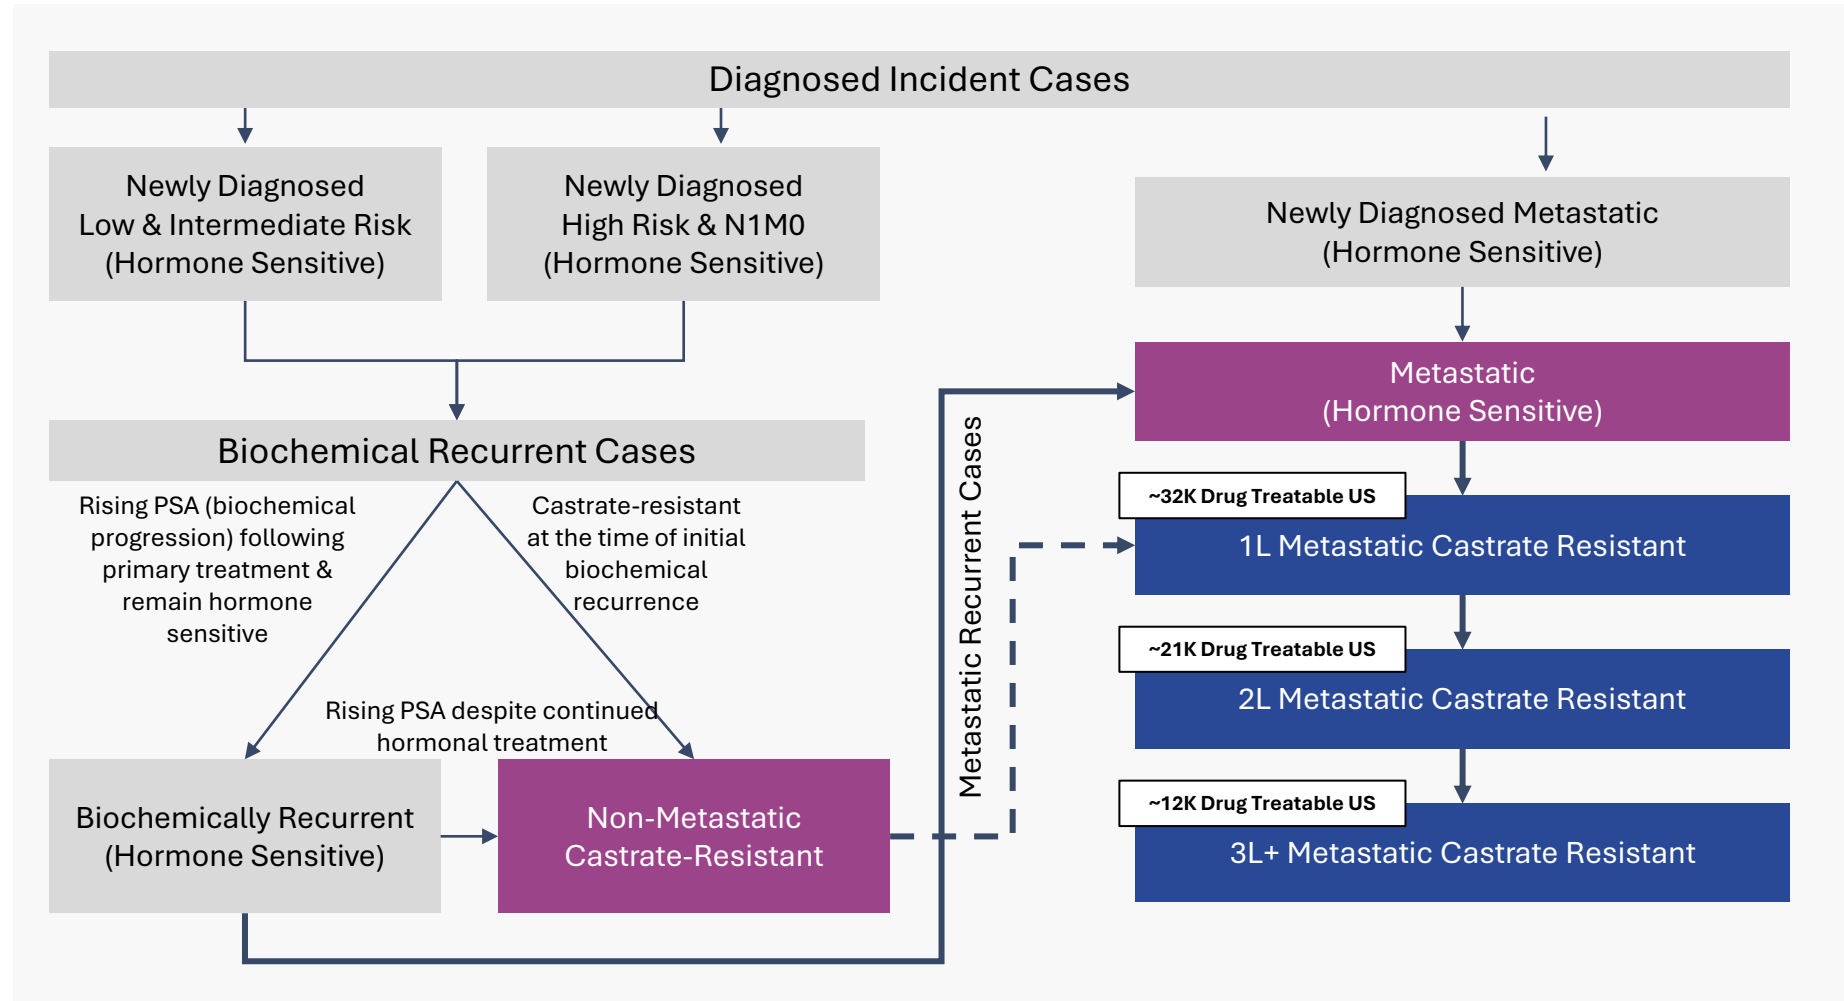 Diagnosed Incident Cases
Newly Diagnosed
Low & Intermediate Risk
(Hormone Sensitive)
Newly Diagnosed
High Risk & N1M0
(Hormone Sensitive)
Newly Diagnosed Metastatic
(Hormone Sensitive)
Metastatic
(Hormone Sensitive)
Biochemical Recurrent Cases
Rising PSA (biochemical
progression) following
primary treatment &
remain hormone
sensitive
Castrate-resistant
at the time of initial
biochemical
recurrence
Rising PSA despite continued
hormonal treatment
Biochemically Recurrent
(Hormone Sensitive)
Non-Metastatic
Castrate-Resistant
Metastatic Recurrent Cases
~32K Drug Treatable US
1L Metastatic Castrate Resistant
~21K Drug Treatable US
2L Metastatic Castrate Resistant
~12K Drug Treatable US
3L+ Metastatic Castrate Resistant